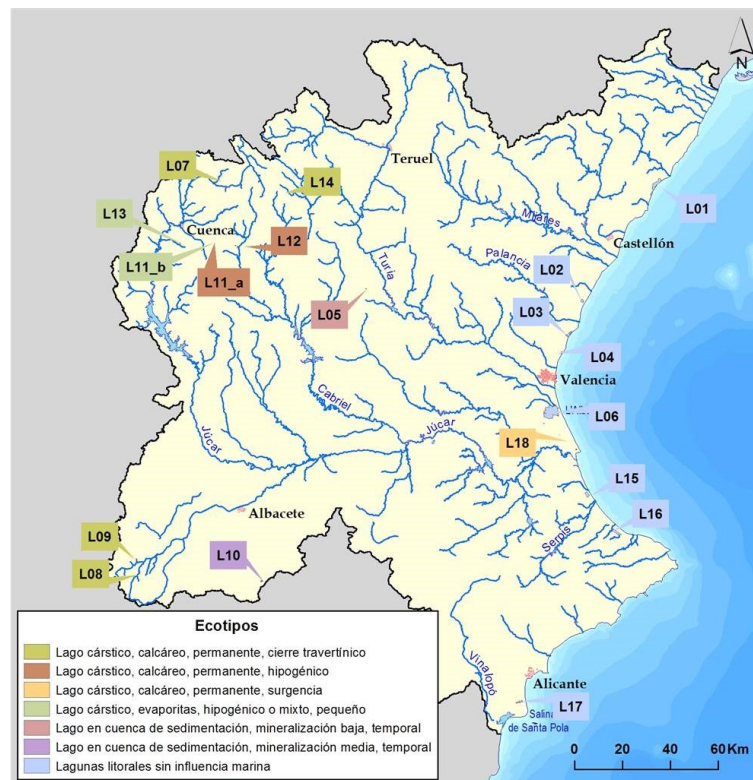 N
Teruel
L07
L14
L01
L13
Cuenca
L12
Mijares
Castellón
Palancia
L11_b
L11_a
Turia
L02
L05
L03
L04
Valencia
Cabriel
L06
Júcar
Júcar
L18
L15
Albacete
L16
L09
L08
L10
Serpis
Vinalopó
Alicante
L17
Salina
de Santa Pola
Ecotipos
Lago cárstico, calcáreo, permanente, cierre travertínico
Lago cárstico, calcáreo, permanente, hipogénico
Lago cárstico, calcáreo, permanente, surgencia
Lago cárstico, evaporitas, hipogénico o mixto, pequeño
Lago en cuenca de sedimentación, mineralización baja, temporal
Lago en cuenca de sedimentación, mineralización media, temporal
Lagunas litorales sin influencia marina
0 20 40 60 Km